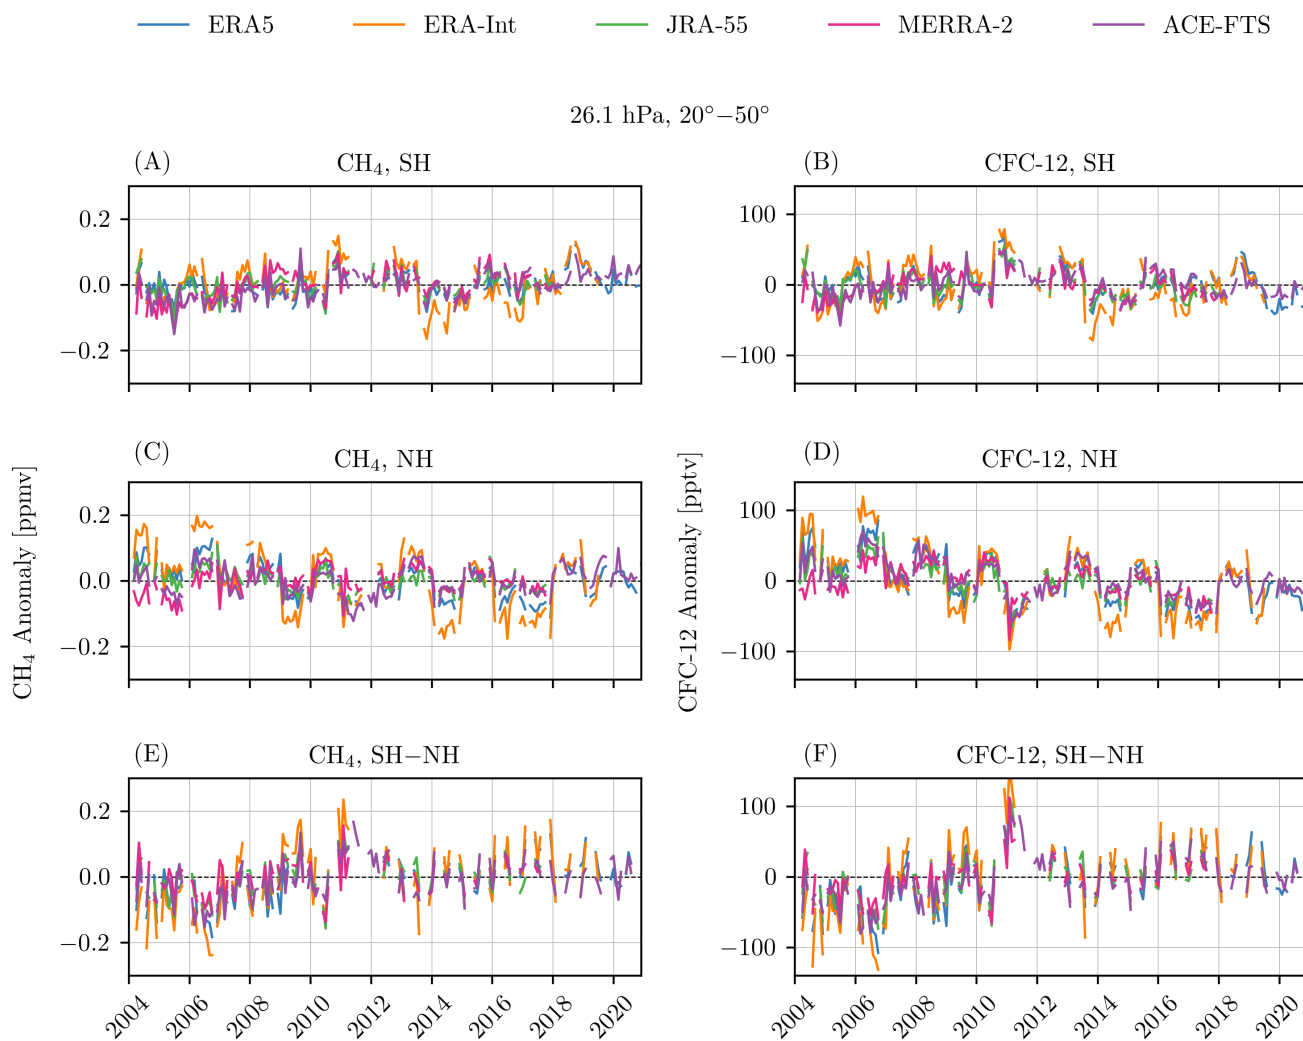 ERA5 ERA-Int JRA-55 MERRA-2 ACE-FTS
26.1 hPa, 20°−50°
(A) CH₄, SH
(B) CFC-12, SH
0.2
0.0
−0.2
100
0
−100
(C) CH₄, NH
(D) CFC-12, NH
CH₄ Anomaly [ppmv]
0.2
0.0
−0.2
CFC-12 Anomaly [pptv]
100
0
−100
(E) CH₄, SH−NH
(F) CFC-12, SH−NH
0.2
0.0
−0.2
100
0
−100
2004 2006 2008 2010 2012 2014 2016 2018 2020
2004 2006 2008 2010 2012 2014 2016 2018 2020